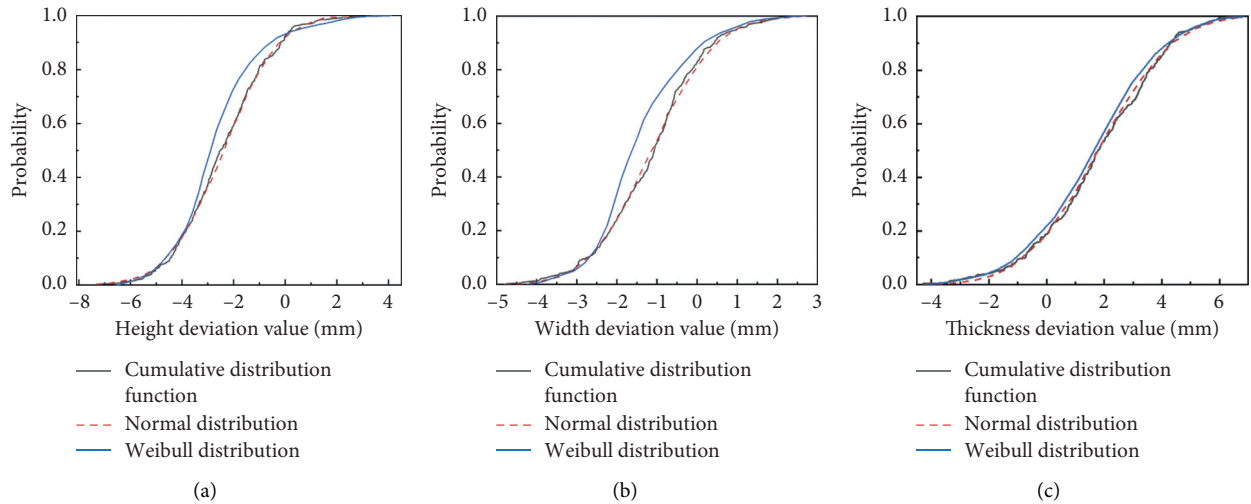 1.0
0.8
0.6
0.4
0.2
0.0
Probability
–8 –6 –4 –2 0 2 4
Height deviation value (mm)
Cumulative distribution
function
Normal distribution
Weibull distribution
(a)
1.0
0.8
0.6
0.4
0.2
0.0
Probability
–5 –4 –3 –2 –1 0 1 2 3
Width deviation value (mm)
Cumulative distribution
function
Normal distribution
Weibull distribution
(b)
1.0
0.8
0.6
0.4
0.2
0.0
Probability
–4 –2 0 2 4 6
Thickness deviation value (mm)
Cumulative distribution
function
Normal distribution
Weibull distribution
(c)